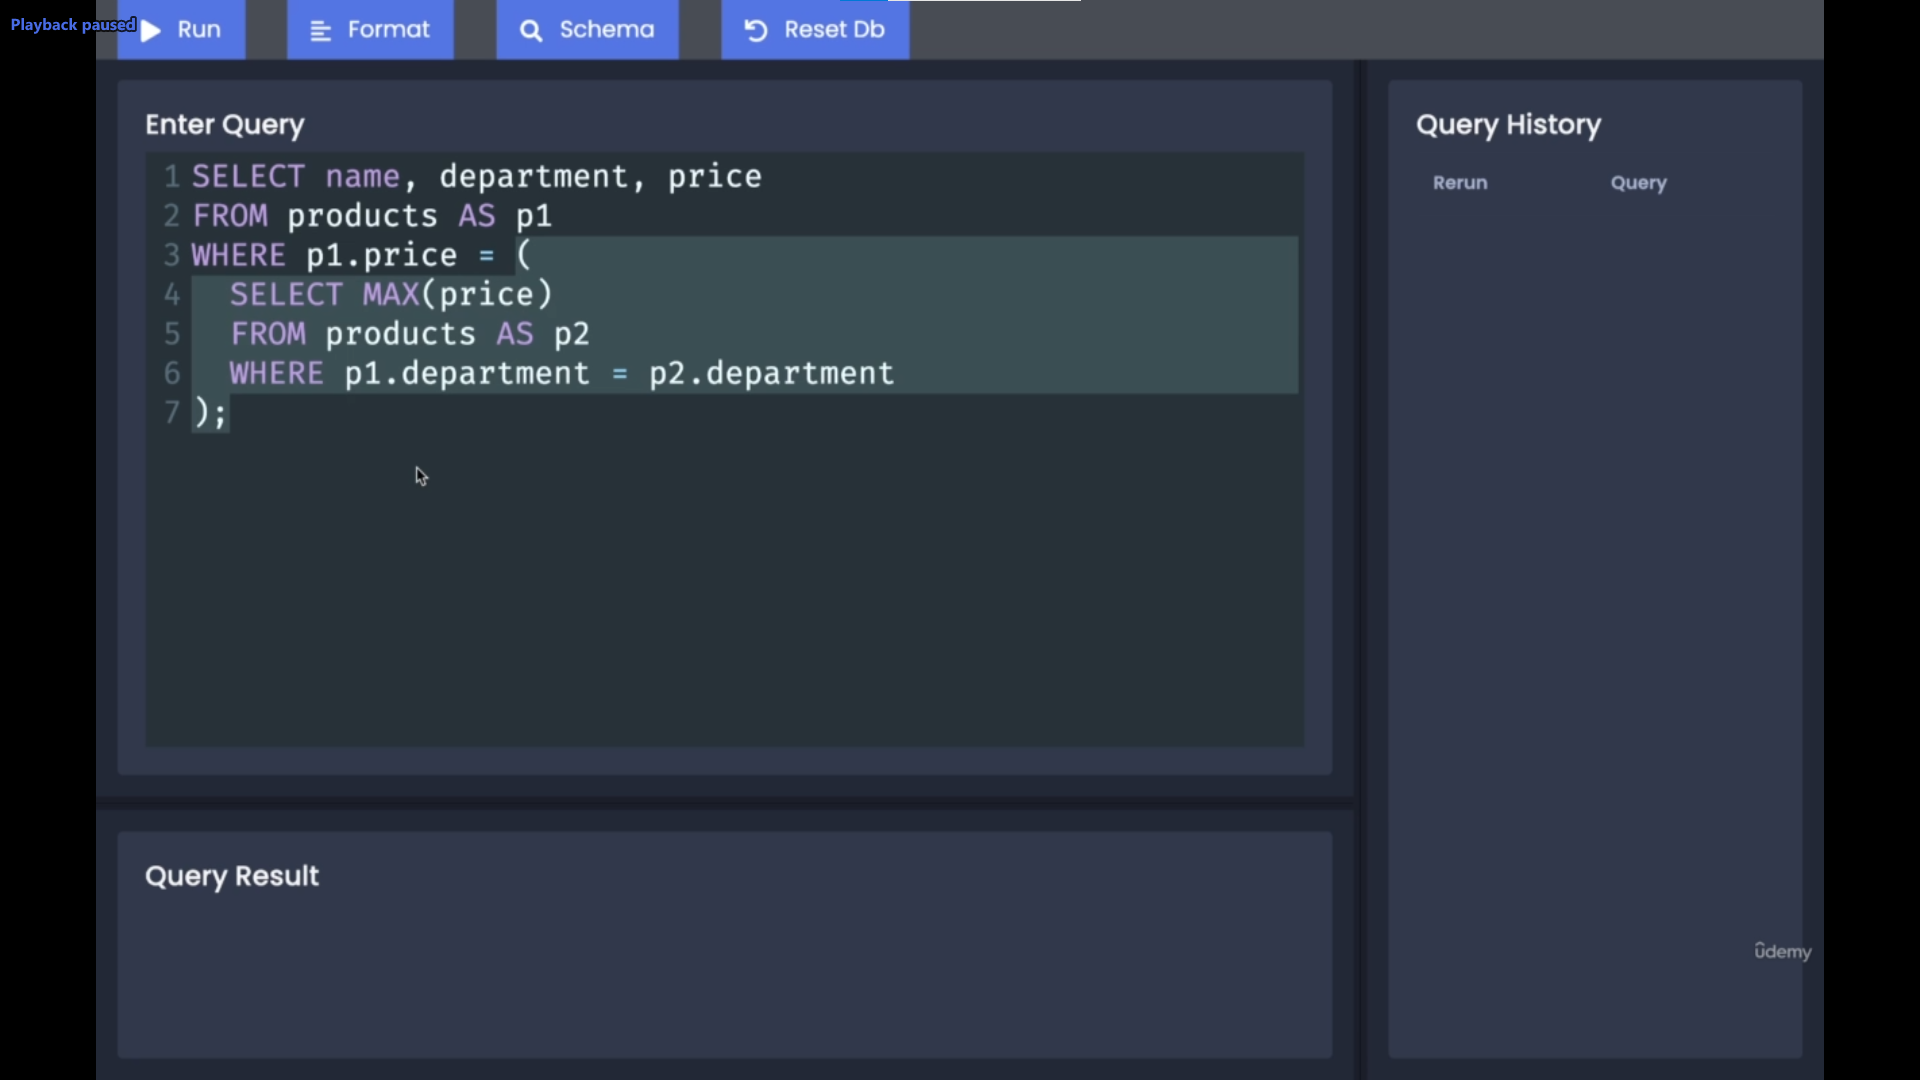 Playback paused
Run
Format
Schema
Reset Db
Enter Query
1 SELECT name, department, price
2 FROM products AS p1
3 WHERE p1.price = (
4   SELECT MAX(price)
5   FROM products AS p2
6   WHERE p1.department = p2.department
7 );
Query History
Rerun
Query
Query Result
ûdemy